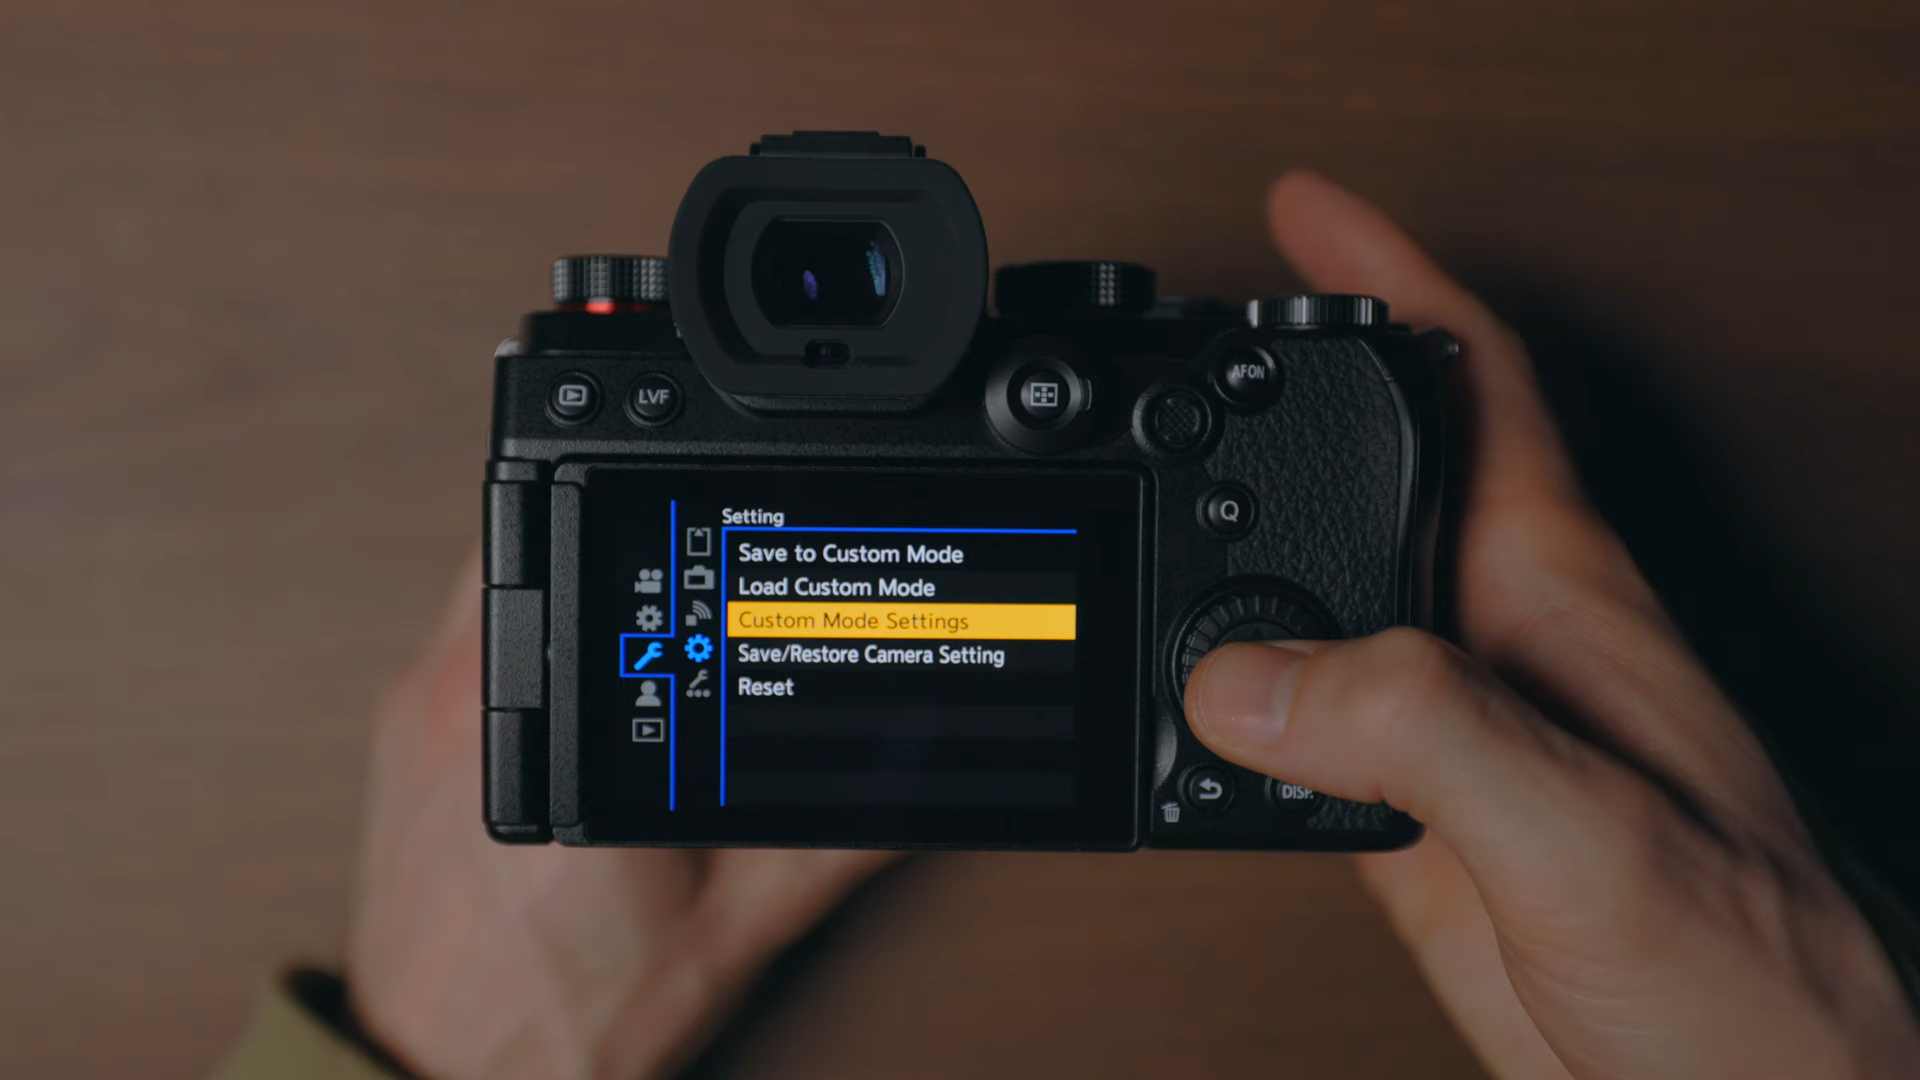 LVF
AFON
Q
Setting
Save to Custom Mode
Load Custom Mode
Custom Mode Settings
Save/Restore Camera Setting
Reset
DISP.